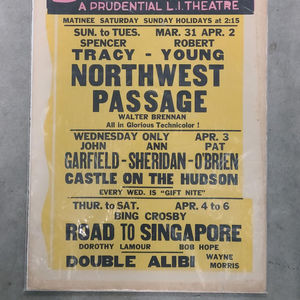 A PRUDENTIAL L.I. THEATRE
MATINEE SATURDAY SUNDAY HOLIDAYS at 2:15
SUN. to TUES. MAR. 31 APR. 2
SPENCER ROBERT
TRACY - YOUNG
NORTHWEST
PASSAGE
WALTER BRENNAN
All in Glorious Technicolor !
WEDNESDAY ONLY APR. 3
JOHN ANN PAT
GARFIELD-SHERIDAN-O'BRIEN
CASTLE ON THE HUDSON
EVERY WED. IS "GIFT NITE"
THUR. to SAT. APR. 4 to 6
BING CROSBY
ROAD TO SINGAPORE
DOROTHY LAMOUR BOB HOPE
DOUBLE ALIBI WAYNE
MORRIS